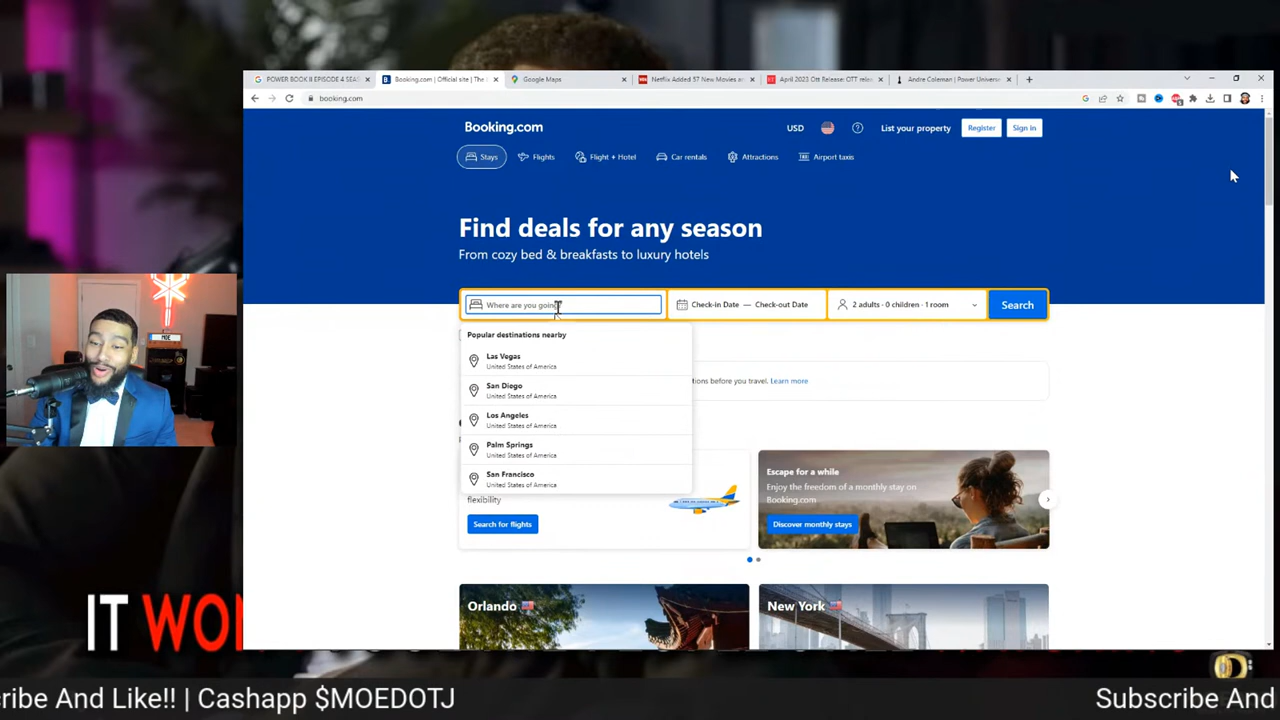 POWER BOOK II EPISODE 4 SEAS
Booking.com | Official site | The
Google Maps
Netflix Added 57 New Movies an
April 2023 Ott Release: OTT rele
Andre Coleman | Power Univers
booking.com
Booking.com
USD
List your property
Register
Sign in
Stays
Flights
Flight + Hotel
Car rentals
Attractions
Airport taxis
Find deals for any season
From cozy bed & breakfasts to luxury hotels
Where are you going
Check-in Date — Check-out Date
2 adults · 0 children · 1 room
Search
Popular destinations nearby
Las Vegas
United States of America
San Diego
United States of America
tions before you travel. Learn more
Los Angeles
United States of America
Palm Springs
United States of America
San Francisco
United States of America
flexibility
Search for flights
Escape for a while
Enjoy the freedom of a monthly stay on
Booking.com
Discover monthly stays
Orlando
New York
MOE
IT WON
cribe And Like!! | Cashapp $MOEDOTJ
Subscribe And